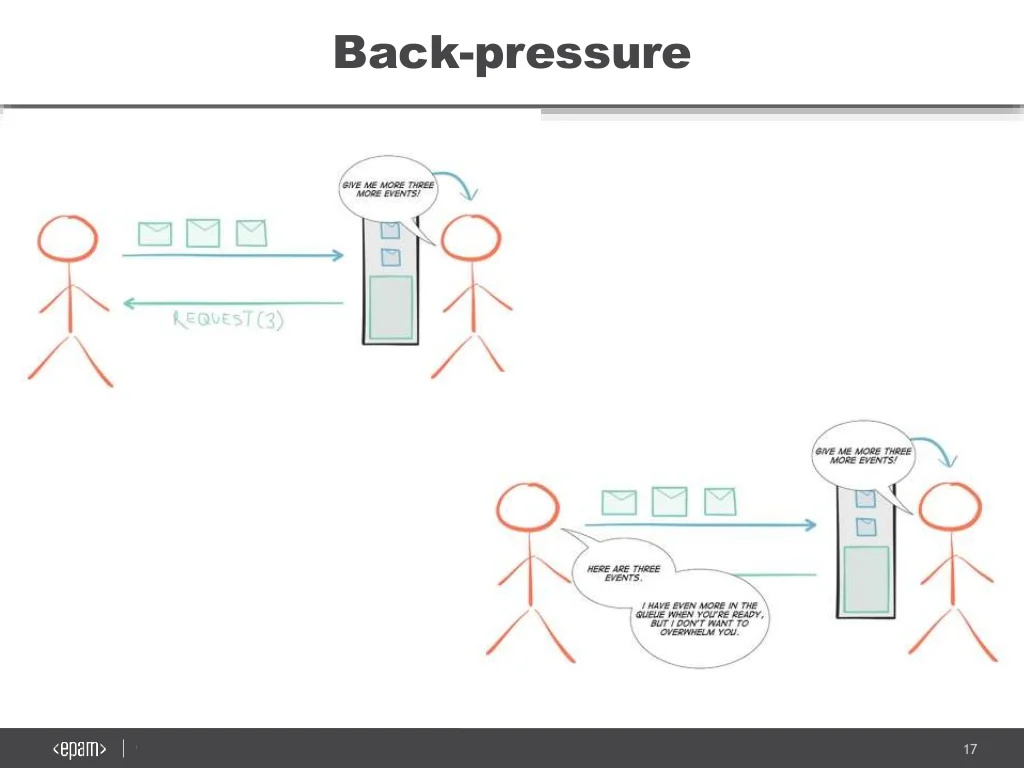 Back-pressure
GIVE ME MORE THREE
MORE EVENTS!
REQUEST(3)
GIVE ME MORE THREE
MORE EVENTS!
HERE ARE THREE
EVENTS.
I HAVE EVEN MORE IN THE
QUEUE WHEN YOU'RE READY,
BUT I DON'T WANT TO
OVERWHELM YOU.
<epam>
17